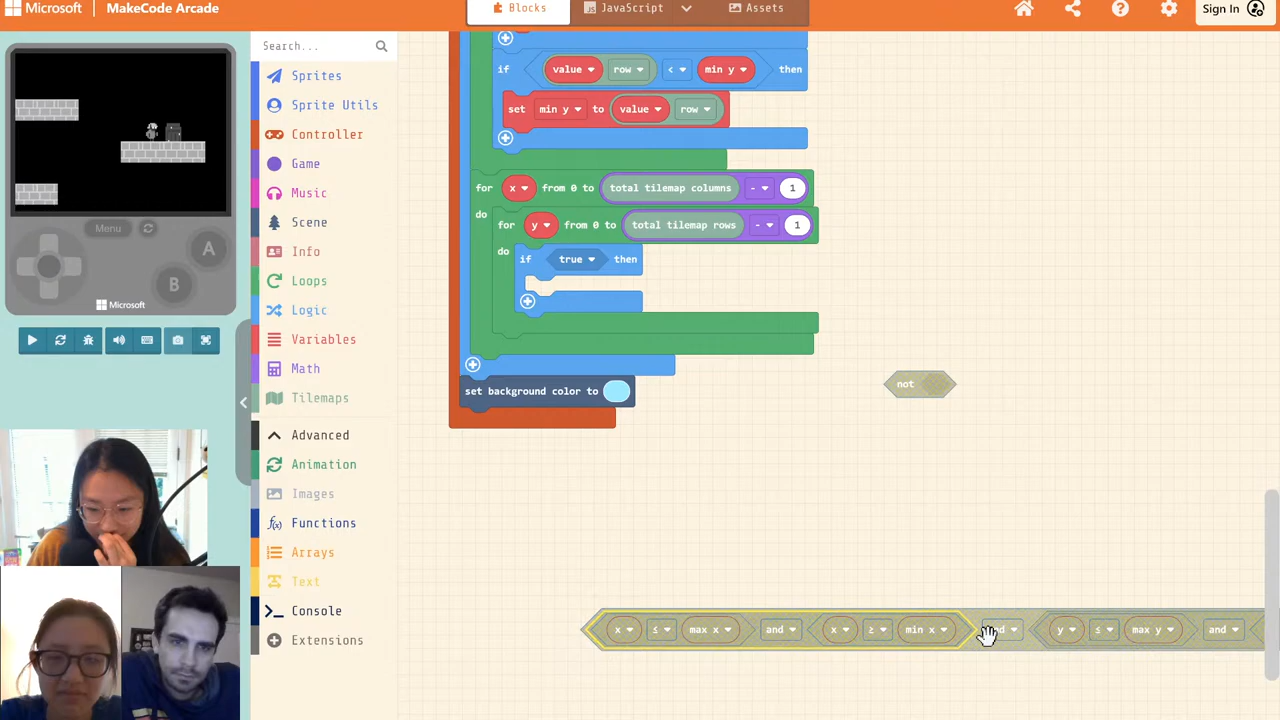 Microsoft MakeCode Arcade Blocks JavaScript Assets Sign In
Search...
Sprites
Sprite Utils
Controller
Game
Music
Scene
Info
Loops
Logic
Variables
Math
Tilemaps
Advanced
Animation
Images
Functions
Arrays
Text
Console
Extensions
Menu
A
B
Microsoft
if value row < min y then
set min y to value row
for x from 0 to total tilemap columns - 1
do for y from 0 to total tilemap rows - 1
do if true then
set background color to
not
x ≤ max x and x ≥ min x y ≤ max y and